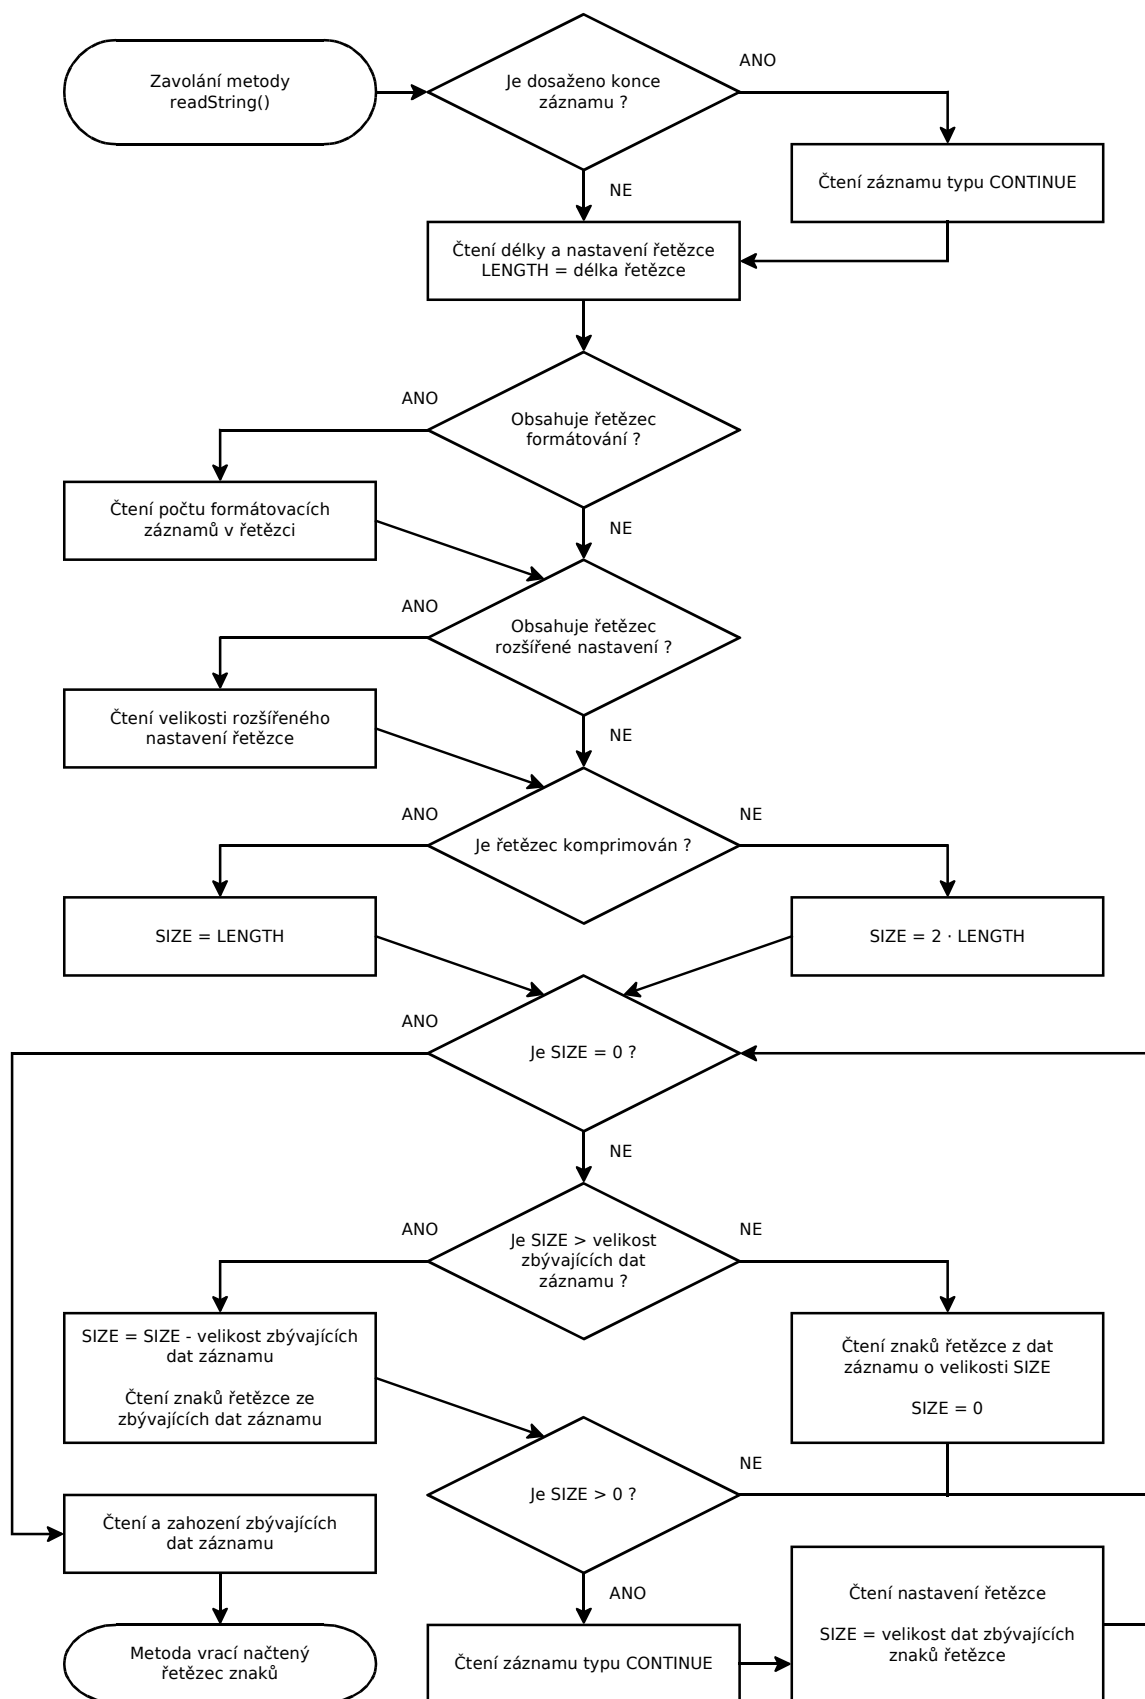 Zavolání metody
readString()
Je dosaženo konce
záznamu ?
ANO
Čtení záznamu typu CONTINUE
NE
Čtení délky a nastavení řetězce
LENGTH = délka řetězce
ANO
Obsahuje řetězec
formátování ?
Čtení počtu formátovacích
záznamů v řetězci
NE
ANO
Obsahuje řetězec
rozšířené nastavení ?
Čtení velikosti rozšířeného
nastavení řetězce
NE
ANO
Je řetězec komprimován ?
NE
SIZE = LENGTH
SIZE = 2 · LENGTH
ANO
Je SIZE = 0 ?
NE
ANO
Je SIZE > velikost
zbývajících dat
záznamu ?
NE
SIZE = SIZE - velikost zbývajících
dat záznamu
Čtení znaků řetězce ze
zbývajících dat záznamu
Čtení znaků řetězce z dat
záznamu o velikosti SIZE
SIZE = 0
Je SIZE > 0 ?
NE
Čtení a zahození zbývajících
dat záznamu
ANO
Metoda vrací načtený
řetězec znaků
Čtení záznamu typu CONTINUE
Čtení nastavení řetězce
SIZE = velikost dat zbývajících
znaků řetězce